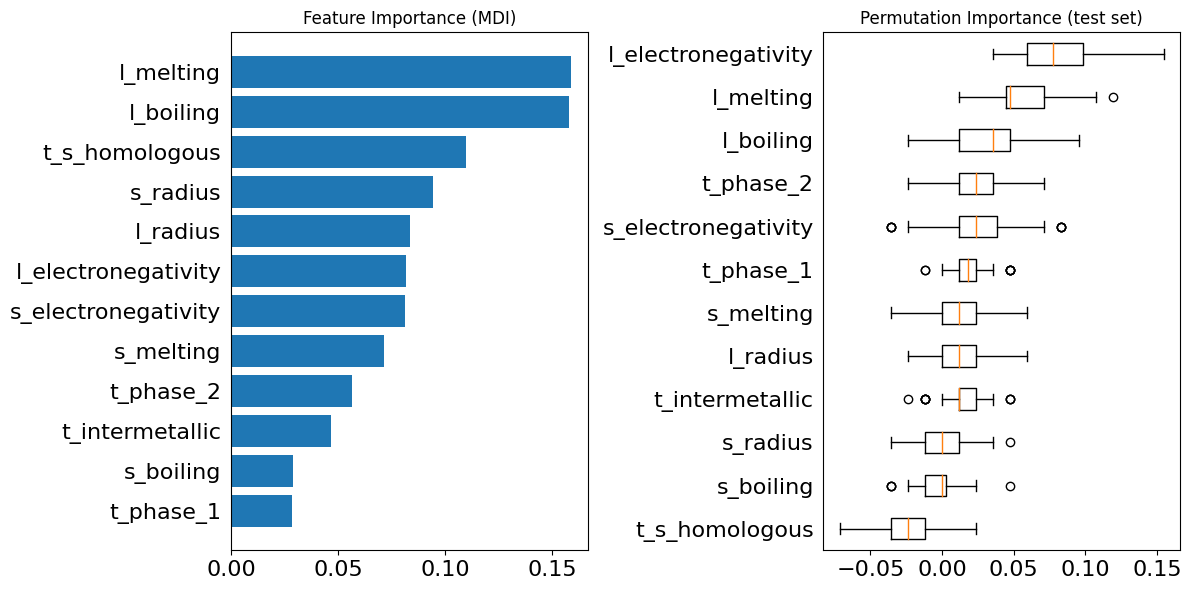 Feature Importance (MDI)
l_melting
l_boiling
t_s_homologous
s_radius
l_radius
l_electronegativity
s_electronegativity
s_melting
t_phase_2
t_intermetallic
s_boiling
t_phase_1
0.00 0.05 0.10 0.15
Permutation Importance (test set)
l_electronegativity
l_melting
l_boiling
t_phase_2
s_electronegativity
t_phase_1
s_melting
l_radius
t_intermetallic
s_radius
s_boiling
t_s_homologous
−0.05 0.00 0.05 0.10 0.15